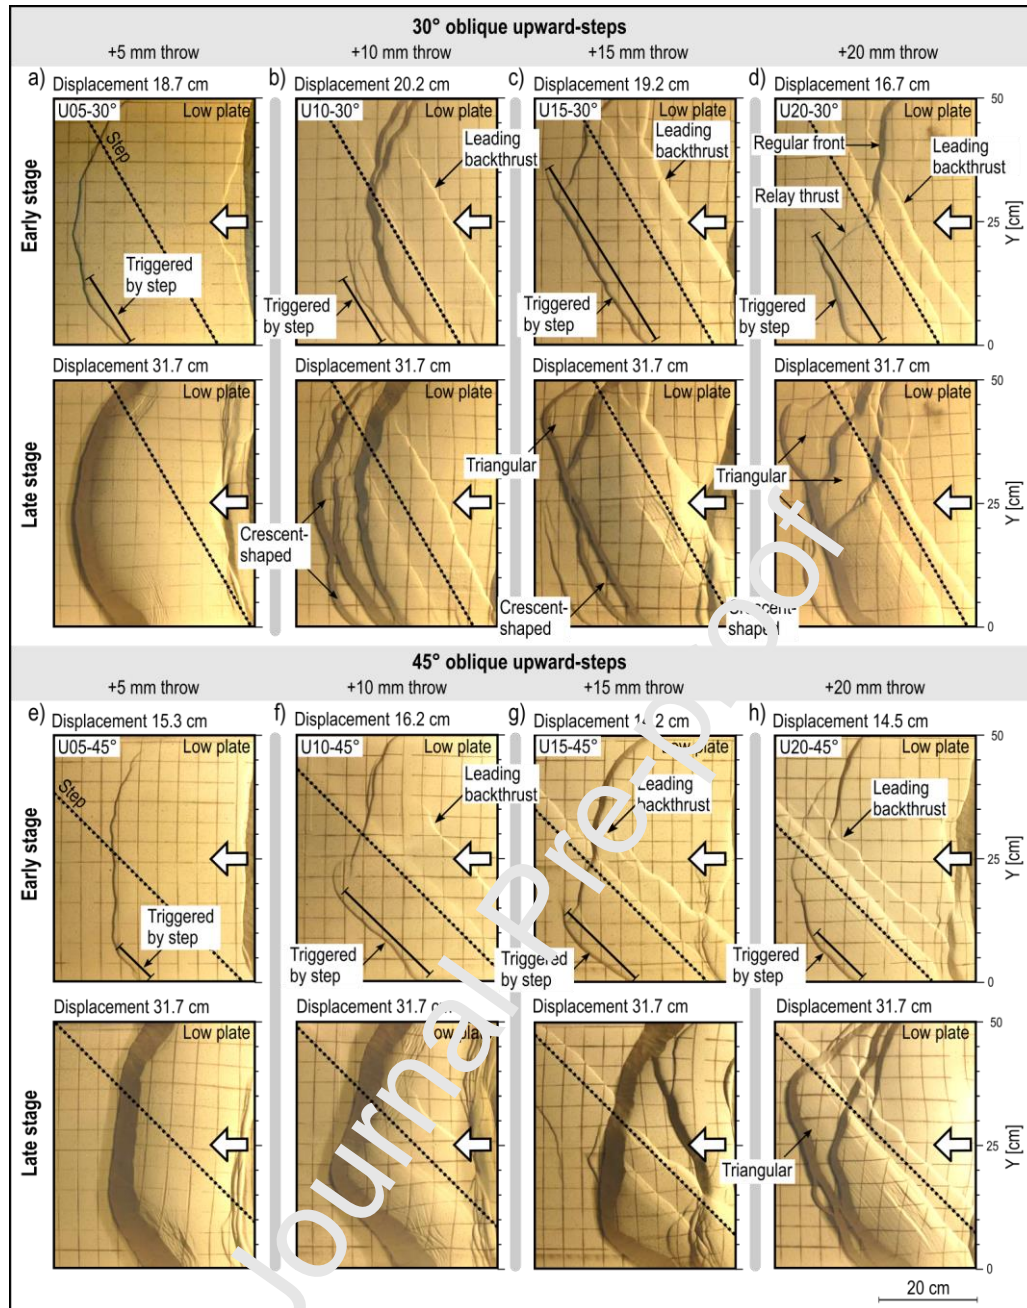 30° oblique upward-steps
+5 mm throw
+10 mm throw
+15 mm throw
+20 mm throw
Early stage
a) Displacement 18.7 cm
U05-30°
Low plate
Step
Triggered
by step
b) Displacement 20.2 cm
U10-30°
Low plate
Leading
backthrust
Triggered
by step
c) Displacement 19.2 cm
U15-30°
Low plate
Leading
backthrust
Triggered
by step
d) Displacement 16.7 cm
U20-30°
Low plate
Regular front
Leading
backthrust
Relay thrust
Triggered
by step
50
25
0
Y [cm]
Late stage
Displacement 31.7 cm
Low plate
Displacement 31.7 cm
Low plate
Crescent-
shaped
Displacement 31.7 cm
Low plate
Triangular
Crescent-
shaped
Displacement 31.7 cm
Low plate
Triangular
Crescent-
shaped
50
25
0
Y [cm]
45° oblique upward-steps
+5 mm throw
+10 mm throw
+15 mm throw
+20 mm throw
Early stage
e) Displacement 15.3 cm
U05-45°
Low plate
Step
Triggered
by step
f) Displacement 16.2 cm
U10-45°
Low plate
Leading
backthrust
Triggered
by step
g) Displacement 14.2 cm
U15-45°
Low plate
Leading
backthrust
Triggered
by step
h) Displacement 14.5 cm
U20-45°
Low plate
Leading
backthrust
Triggered
by step
50
25
0
Y [cm]
Late stage
Displacement 31.7 cm
Low plate
Displacement 31.7 cm
Low plate
Displacement 31.7 cm
Displacement 31.7 cm
Low plate
Triangular
50
25
0
Y [cm]
20 cm
Journal Pre-proof